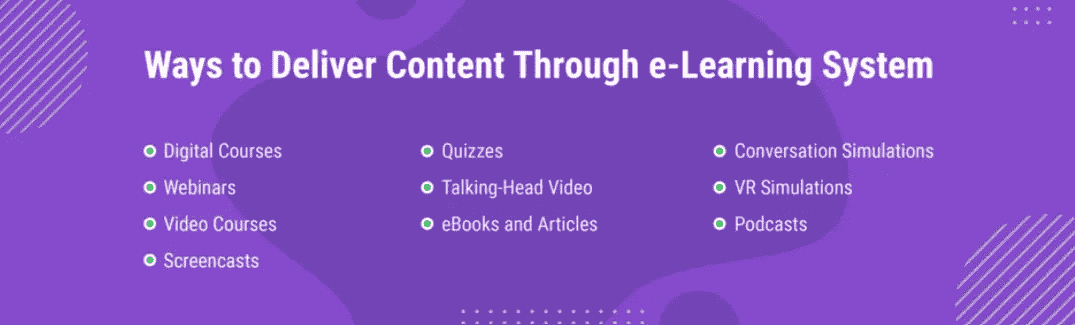 Ways to Deliver Content Through e-Learning System
Digital Courses
Webinars
Video Courses
Screencasts
Quizzes
Talking-Head Video
eBooks and Articles
Conversation Simulations
VR Simulations
Podcasts